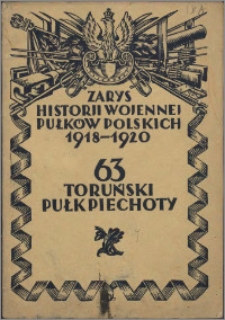 ZARYS
HISTORJI WOJENNEJ
PUŁKÓW POLSKICH
1918–1920
63
TORUŃSKI
PUŁK PIECHOTY